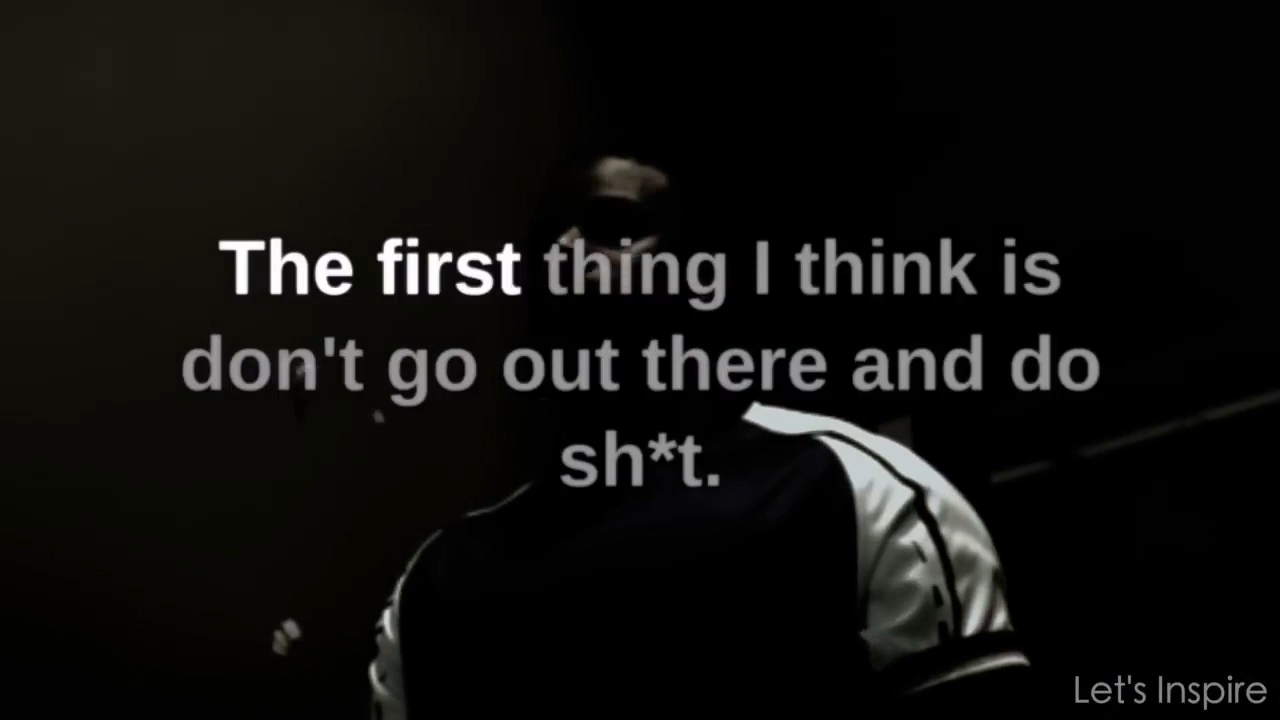 The first thing I think is
don't go out there and do
sh*t.
Let's Inspire